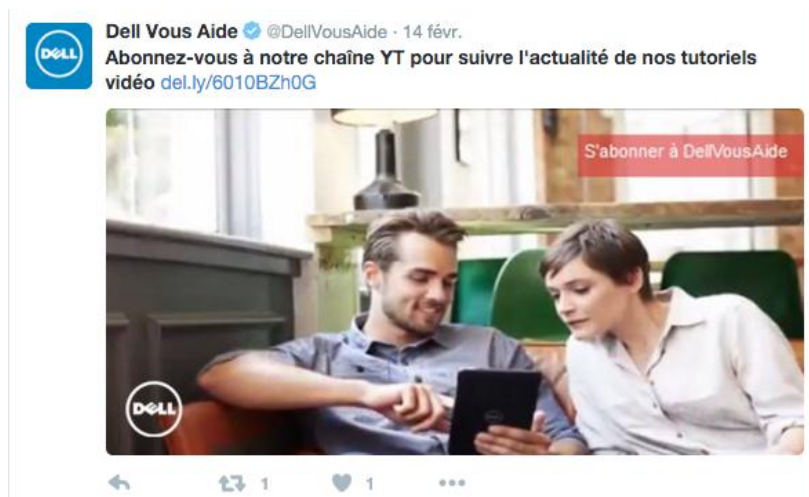 Dell Vous Aide @DellVousAide · 14 févr.
Abonnez-vous à notre chaîne YT pour suivre l'actualité de nos tutoriels
vidéo del.ly/6010BZh0G
DELL
S'abonner à DellVousAide
DELL
1 1